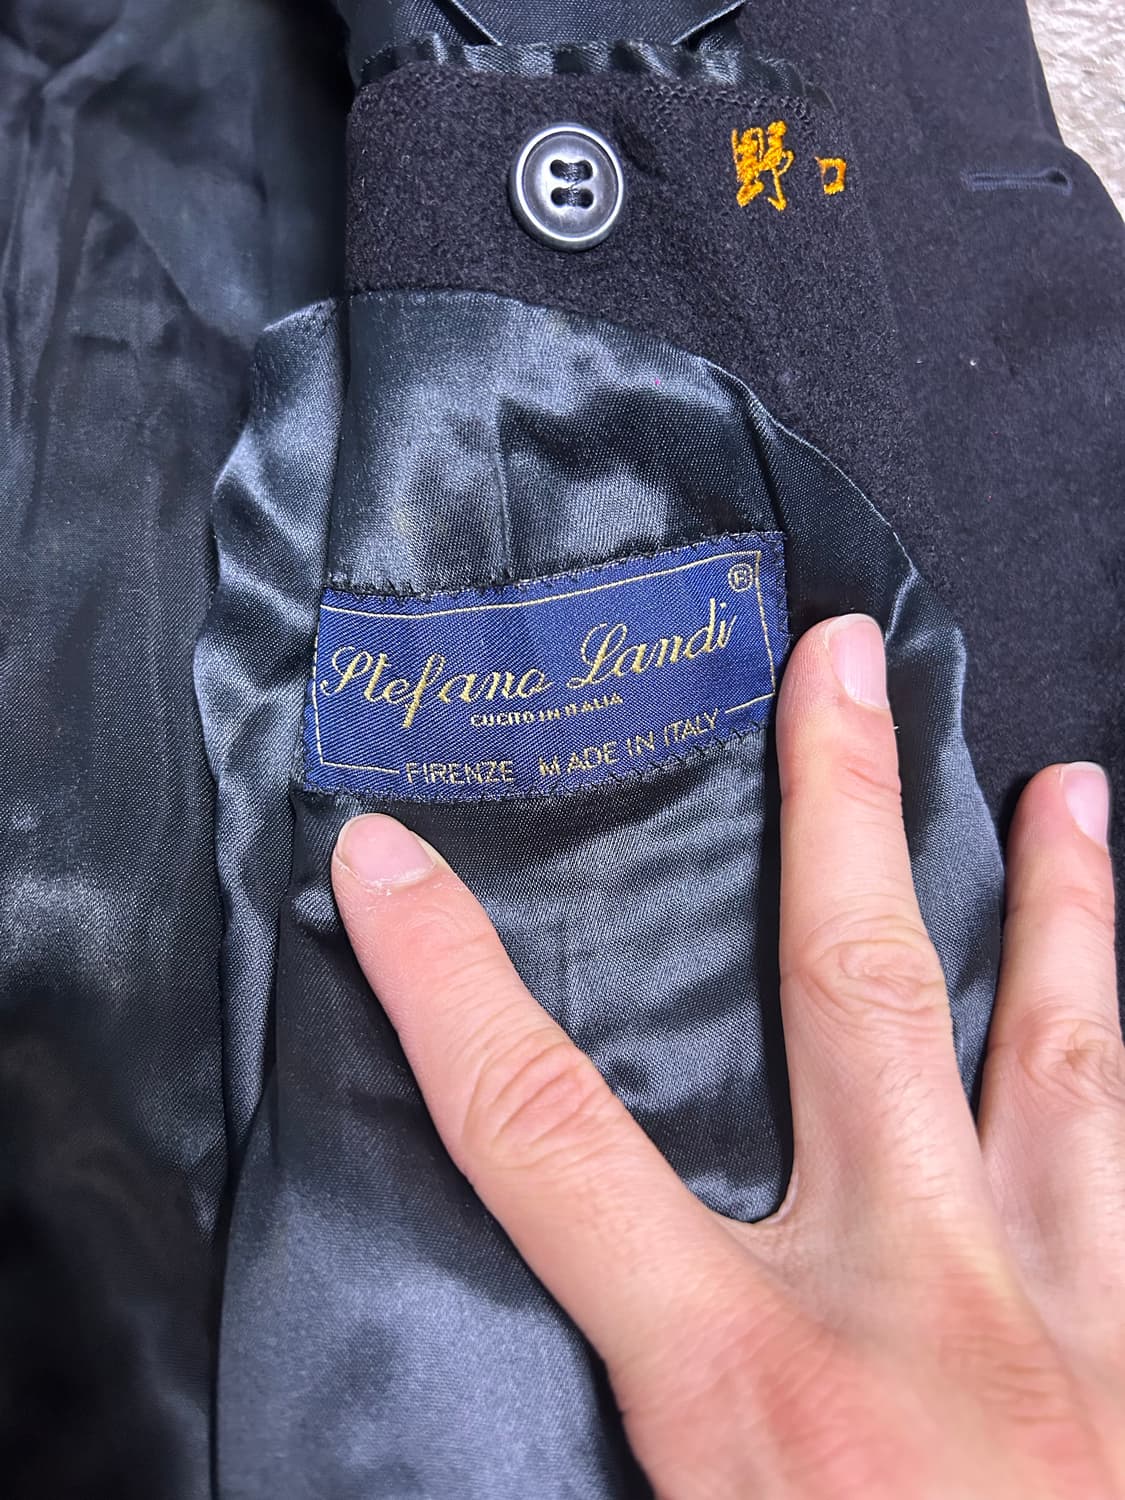 野口
®
Stefano Landi
CUCITO IN ITALIA
FIRENZE MADE IN ITALY